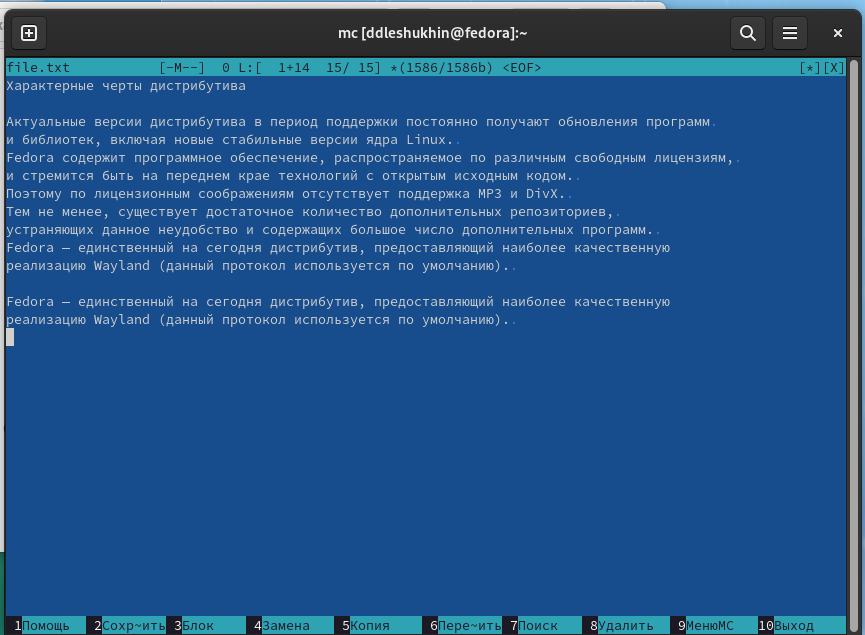 mc [ddleshukhin@fedora]:~
file.txt [-M--] 0 L:[ 1+14 15/ 15] *(1586/1586b) <EOF> [*][X]
Характерные черты дистрибутива
Актуальные версии дистрибутива в период поддержки постоянно получают обновления программ.
и библиотек, включая новые стабильные версии ядра Linux..
Fedora содержит программное обеспечение, распространяемое по различным свободным лицензиям,.
и стремится быть на переднем крае технологий с открытым исходным кодом..
Поэтому по лицензионным соображениям отсутствует поддержка MP3 и DivX..
Тем не менее, существует достаточное количество дополнительных репозиториев,.
устраняющих данное неудобство и содержащих большое число дополнительных программ..
Fedora — единственный на сегодня дистрибутив, предоставляющий наиболее качественную
реализацию Wayland (данный протокол используется по умолчанию)..
Fedora — единственный на сегодня дистрибутив, предоставляющий наиболее качественную
реализацию Wayland (данный протокол используется по умолчанию)..
1Помощь 2Сохр~ить 3Блок 4Замена 5Копия 6Пере~ить 7Поиск 8Удалить 9МенюMC 10Выход